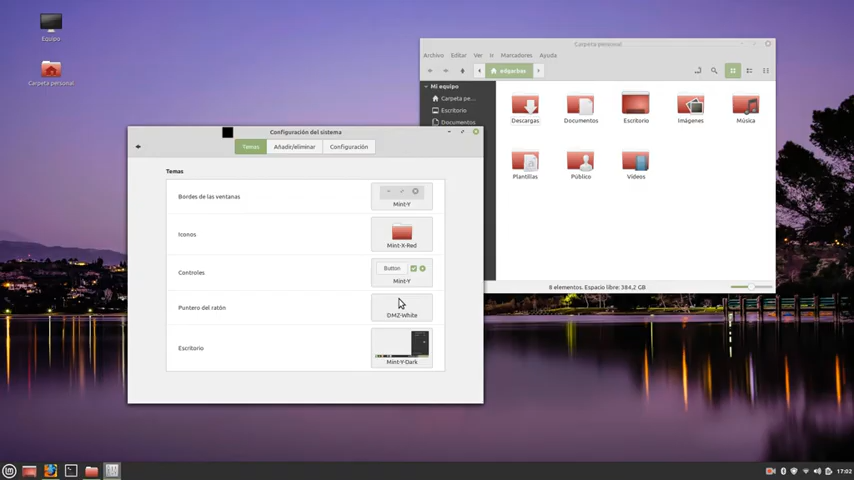 Equipo
Carpeta personal
Carpeta personal
Archivo Editar Ver Ir Marcadores Ayuda
edgarbax
Mi equipo
Carpeta pe...
Escritorio
Documentos
Descargas
Documentos
Escritorio
Imágenes
Música
Plantillas
Público
Vídeos
8 elementos. Espacio libre: 384,2 GB
Configuración del sistema
Temas
Añadir/eliminar
Configuración
Temas
Bordes de las ventanas
Mint-Y
Iconos
Mint-X-Red
Controles
Button
Mint-Y
Puntero del ratón
DMZ-White
Escritorio
Mint-Y-Dark
17:02